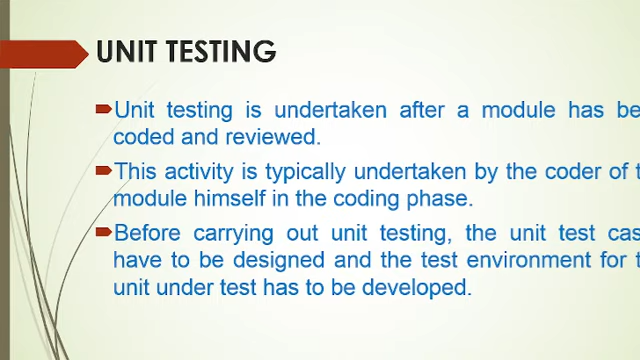 UNIT TESTING
Unit testing is undertaken after a module has be
coded and reviewed.
This activity is typically undertaken by the coder of t
module himself in the coding phase.
Before carrying out unit testing, the unit test cas
have to be designed and the test environment for t
unit under test has to be developed.